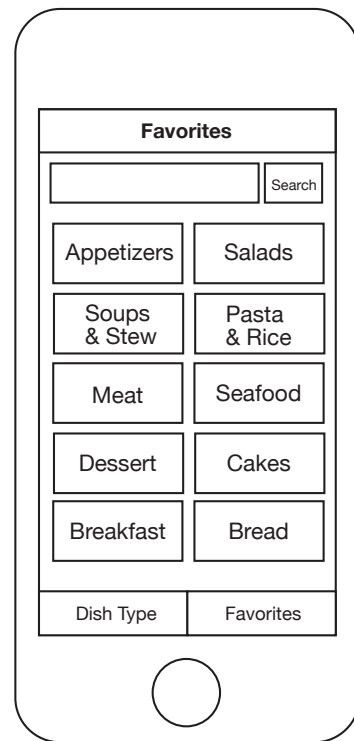 Favorites
Search
Appetizers
Salads
Soups
& Stew
Pasta
& Rice
Meat
Seafood
Dessert
Cakes
Breakfast
Bread
Dish Type
Favorites